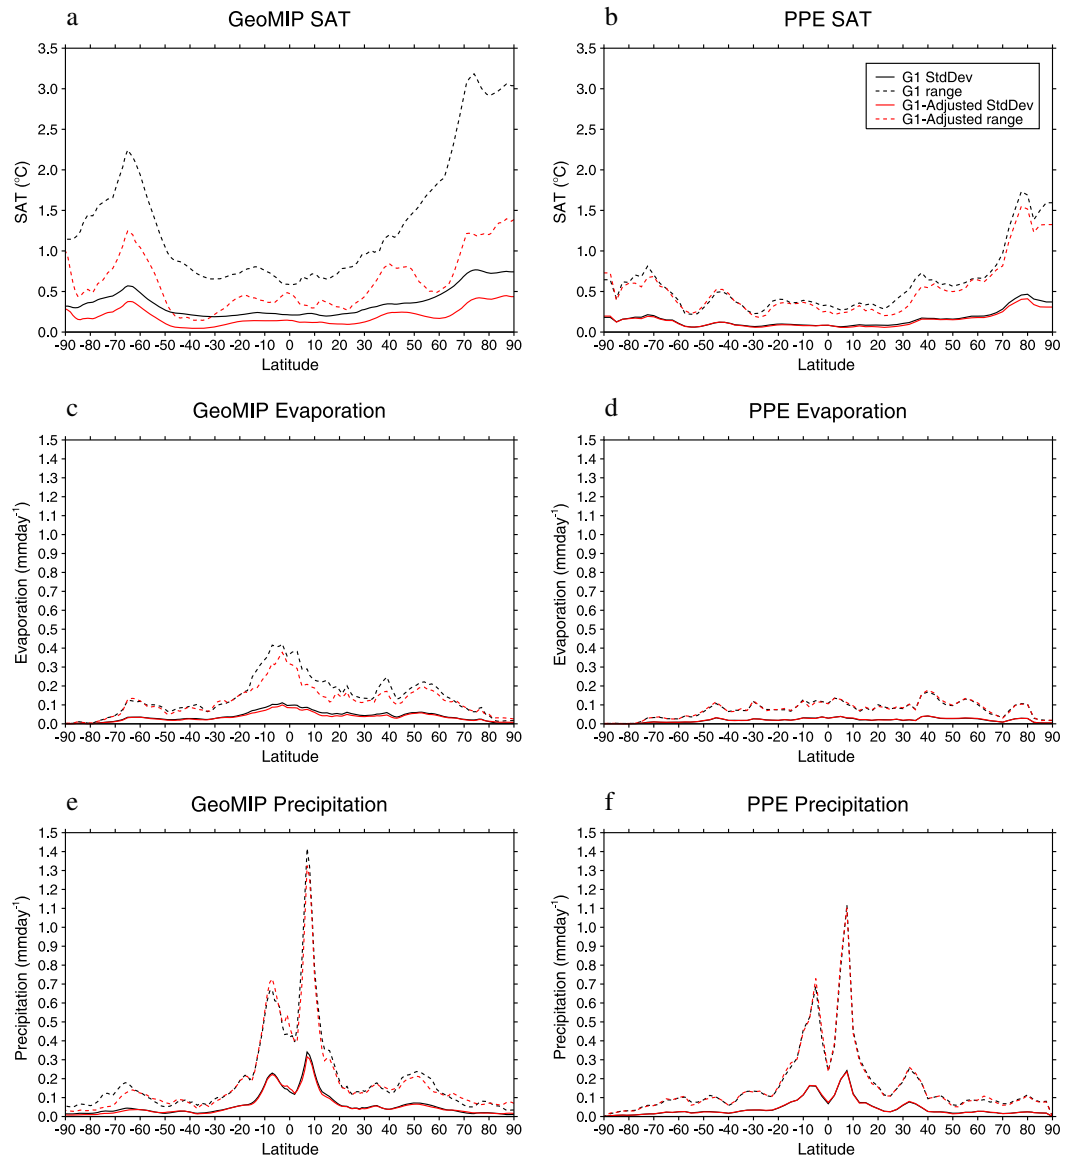 a
GeoMIP SAT
3.5
3.0
2.5
2.0
1.5
1.0
0.5
0.0
SAT (°C)
-90 -80 -70 -60 -50 -40 -30 -20 -10 0 10 20 30 40 50 60 70 80 90
Latitude
b
PPE SAT
G1 StdDev
G1 range
G1-Adjusted StdDev
G1-Adjusted range
3.5
3.0
2.5
2.0
1.5
1.0
0.5
0.0
SAT (°C)
-90 -80 -70 -60 -50 -40 -30 -20 -10 0 10 20 30 40 50 60 70 80 90
Latitude
c
GeoMIP Evaporation
1.5
1.4
1.3
1.2
1.1
1.0
0.9
0.8
0.7
0.6
0.5
0.4
0.3
0.2
0.1
0.0
Evaporation (mmday⁻¹)
-90 -80 -70 -60 -50 -40 -30 -20 -10 0 10 20 30 40 50 60 70 80 90
Latitude
d
PPE Evaporation
1.5
1.4
1.3
1.2
1.1
1.0
0.9
0.8
0.7
0.6
0.5
0.4
0.3
0.2
0.1
0.0
Evaporation (mmday⁻¹)
-90 -80 -70 -60 -50 -40 -30 -20 -10 0 10 20 30 40 50 60 70 80 90
Latitude
e
GeoMIP Precipitation
1.5
1.4
1.3
1.2
1.1
1.0
0.9
0.8
0.7
0.6
0.5
0.4
0.3
0.2
0.1
0.0
Precipitation (mmday⁻¹)
-90 -80 -70 -60 -50 -40 -30 -20 -10 0 10 20 30 40 50 60 70 80 90
Latitude
f
PPE Precipitation
1.5
1.4
1.3
1.2
1.1
1.0
0.9
0.8
0.7
0.6
0.5
0.4
0.3
0.2
0.1
0.0
Precipitation (mmday⁻¹)
-90 -80 -70 -60 -50 -40 -30 -20 -10 0 10 20 30 40 50 60 70 80 90
Latitude